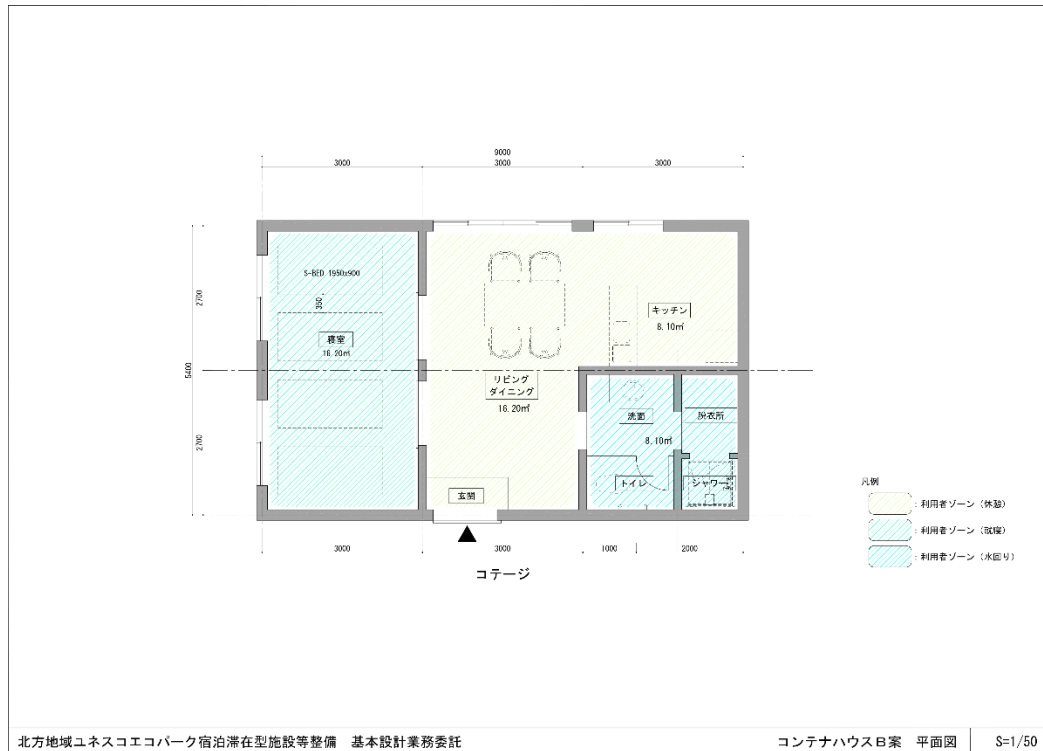 9000
3000
3000
3000
2700
5400
2700
S-BED 1950x900
350
寝室
16.20㎡
リビング
ダイニング
16.20㎡
キッチン
8.10㎡
洗面
8.10㎡
脱衣所
トイレ
シャワー
玄関
3000
3000
1000
2000
コテージ
凡例
：利用者ゾーン（休憩）
：利用者ゾーン（就寝）
：利用者ゾーン（水回り）
北方地域ユネスコエコパーク宿泊滞在型施設等整備　基本設計業務委託
コンテナハウスB案　平面図
S=1/50